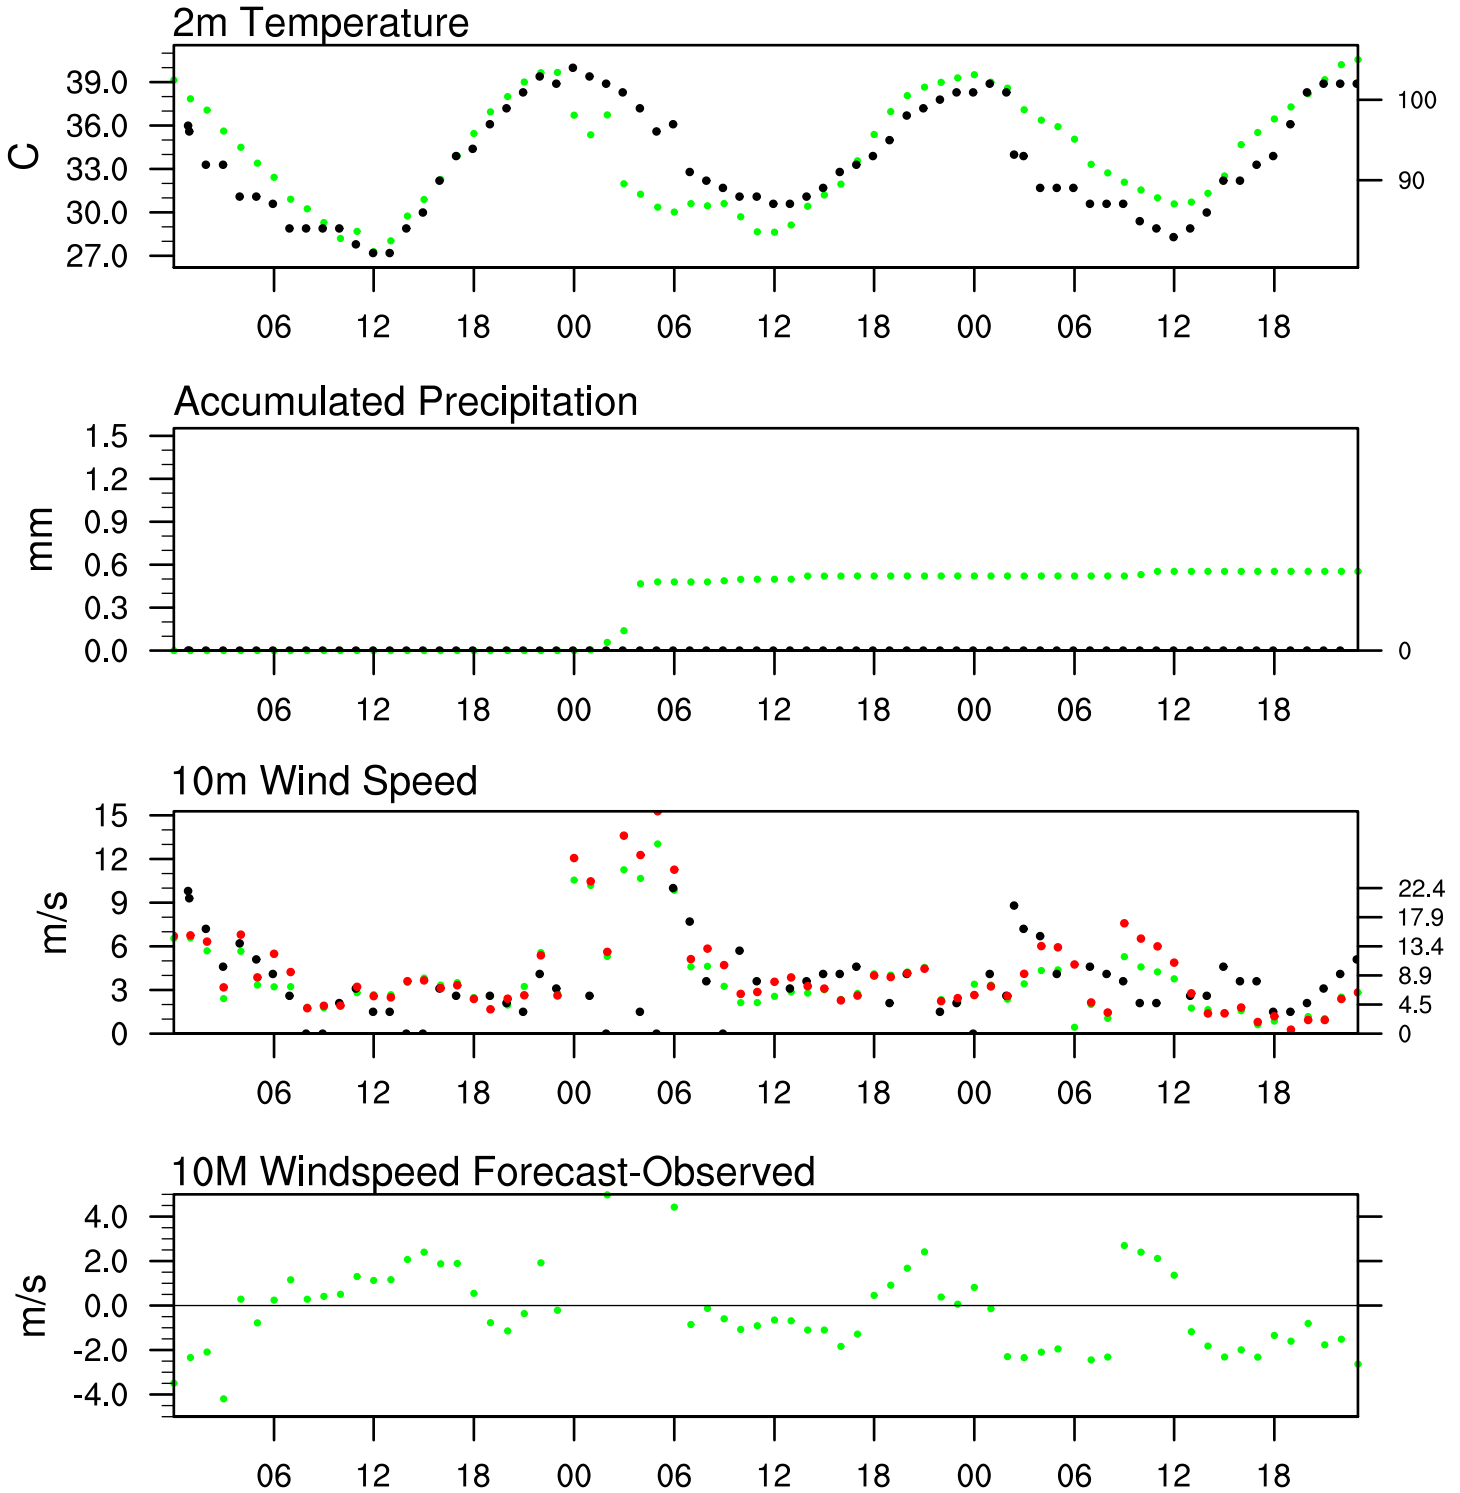 2m Temperature
39.0
36.0
33.0
30.0
27.0
C
100
90
06 12 18 00 06 12 18 00 06 12 18
Accumulated Precipitation
1.5
1.2
0.9
0.6
0.3
0.0
mm
0
06 12 18 00 06 12 18 00 06 12 18
10m Wind Speed
15
12
9
6
3
0
m/s
22.4
17.9
13.4
8.9
4.5
0
06 12 18 00 06 12 18 00 06 12 18
10M Windspeed Forecast-Observed
4.0
2.0
0.0
-2.0
-4.0
m/s
06 12 18 00 06 12 18 00 06 12 18